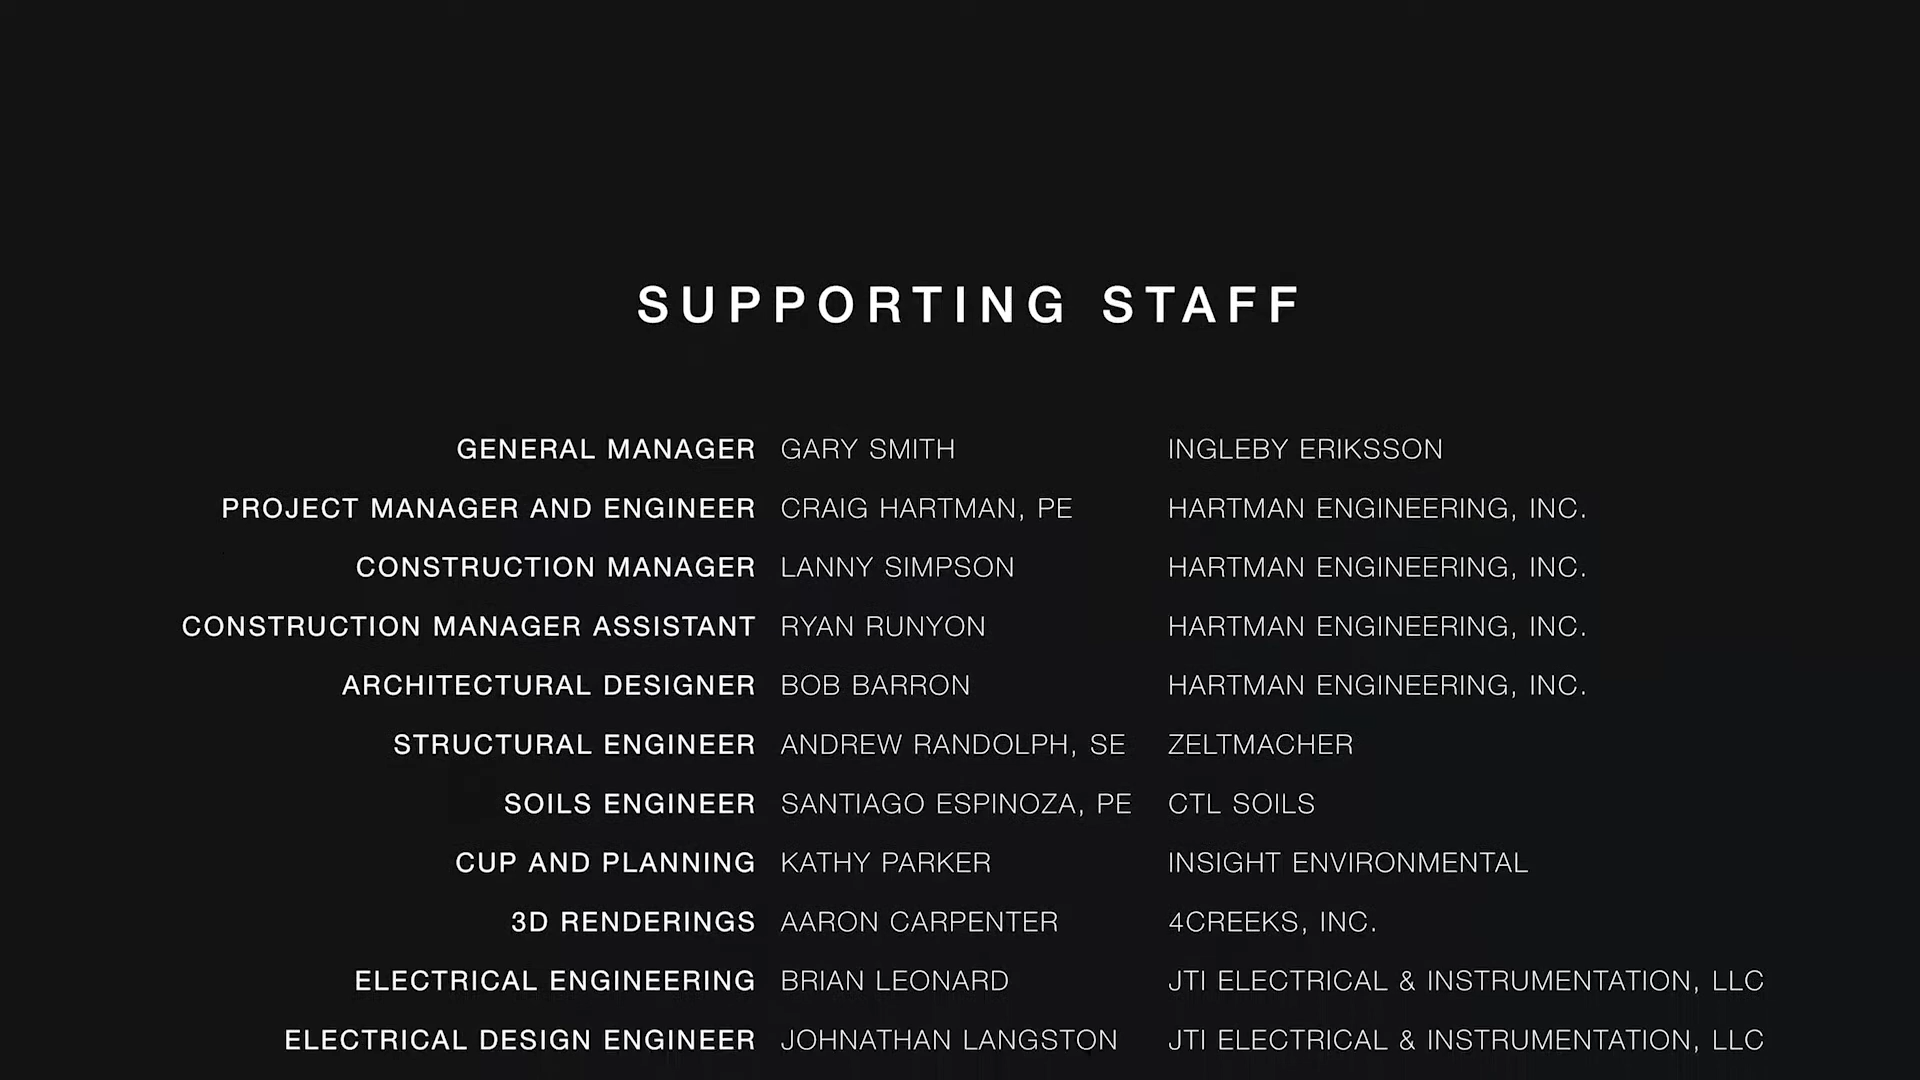 SUPPORTING STAFF
GENERAL MANAGER GARY SMITH INGLEBY ERIKSSON
PROJECT MANAGER AND ENGINEER CRAIG HARTMAN, PE HARTMAN ENGINEERING, INC.
CONSTRUCTION MANAGER LANNY SIMPSON HARTMAN ENGINEERING, INC.
CONSTRUCTION MANAGER ASSISTANT RYAN RUNYON HARTMAN ENGINEERING, INC.
ARCHITECTURAL DESIGNER BOB BARRON HARTMAN ENGINEERING, INC.
STRUCTURAL ENGINEER ANDREW RANDOLPH, SE ZELTMACHER
SOILS ENGINEER SANTIAGO ESPINOZA, PE CTL SOILS
CUP AND PLANNING KATHY PARKER INSIGHT ENVIRONMENTAL
3D RENDERINGS AARON CARPENTER 4CREEKS, INC.
ELECTRICAL ENGINEERING BRIAN LEONARD JTI ELECTRICAL & INSTRUMENTATION, LLC
ELECTRICAL DESIGN ENGINEER JOHNATHAN LANGSTON JTI ELECTRICAL & INSTRUMENTATION, LLC